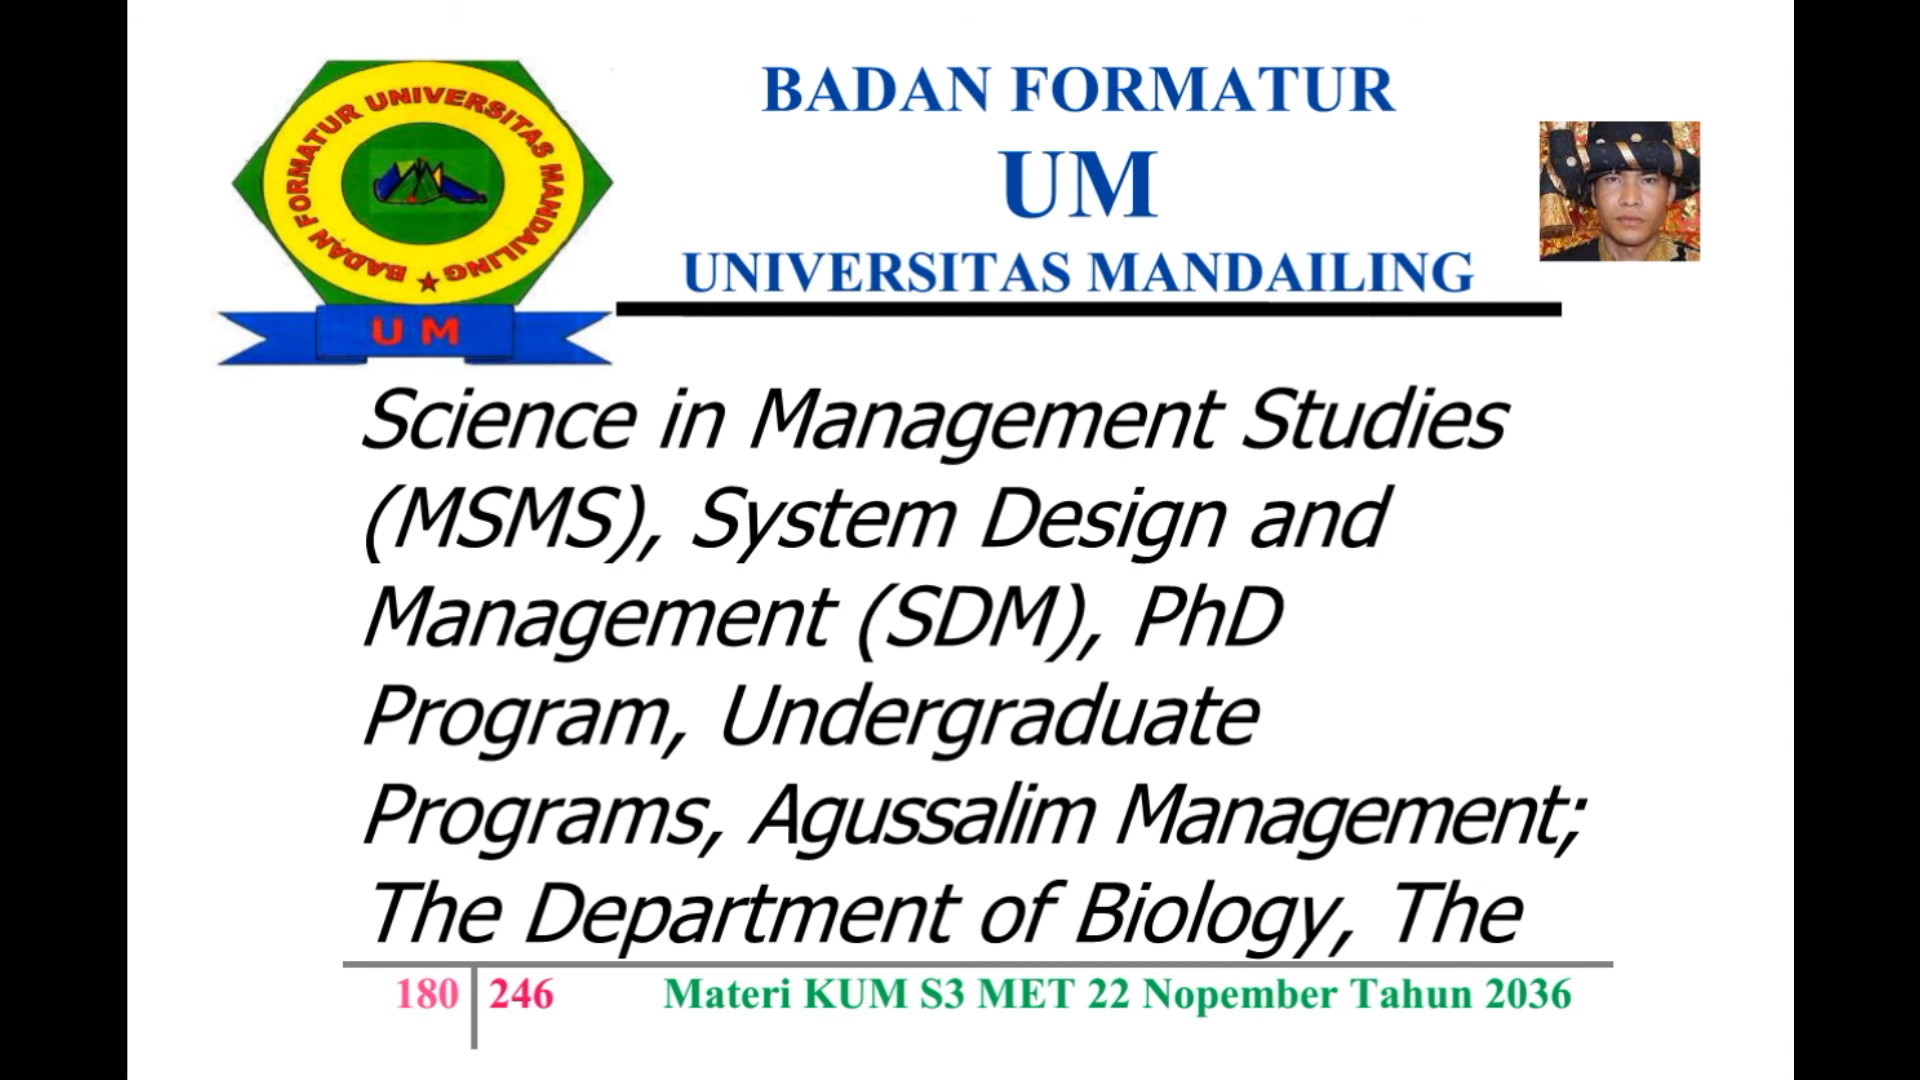 BADAN FORMATUR UNIVERSITAS MANDAILING
U M
BADAN FORMATUR
UM
UNIVERSITAS MANDAILING
Science in Management Studies
(MSMS), System Design and
Management (SDM), PhD
Program, Undergraduate
Programs, Agussalim Management;
The Department of Biology, The
180 246 Materi KUM S3 MET 22 Nopember Tahun 2036